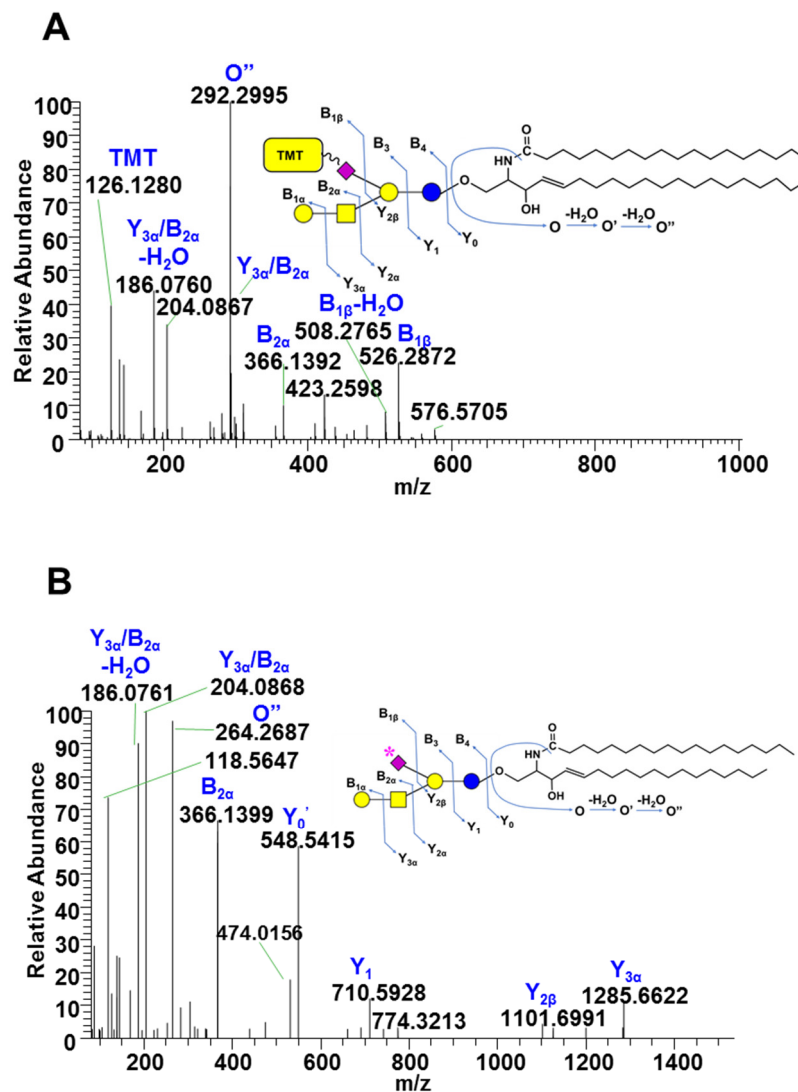 A
O”
292.2995
TMT
126.1280
Y3α/B2α
-H2O
186.0760
204.0867
Y3α/B2α
B2α
366.1392
423.2598
B1β-H2O
508.2765
B1β
526.2872
576.5705
Relative Abundance
100
90
80
70
60
50
40
30
20
10
0
200
400
600
800
1000
m/z
TMT
B1β
B3
B4
B1α
B2α
Y2β
Y1
Y0
Y2α
Y3α
O
HN
O
OH
O
-H2O
O'
-H2O
O”
B
Y3α/B2α
-H2O
186.0761
Y3α/B2α
204.0868
O”
264.2687
118.5647
B2α
366.1399
Y0'
548.5415
474.0156
Y1
710.5928
774.3213
Y2β
1101.6991
Y3α
1285.6622
Relative Abundance
100
90
80
70
60
50
40
30
20
10
0
200
400
600
800
1000
1200
1400
m/z
*
B1β
B3
B4
B1α
B2α
Y2β
Y1
Y0
Y2α
Y3α
O
HN
O
OH
O
-H2O
O'
-H2O
O”